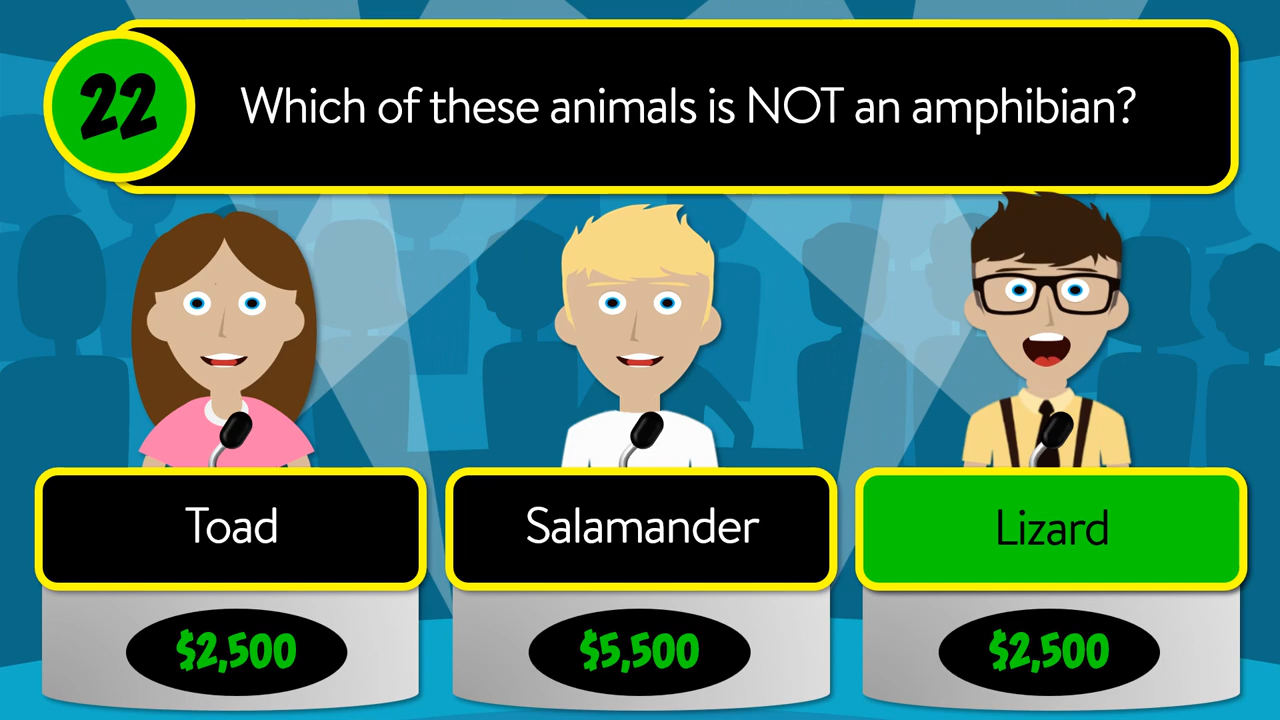 22
Which of these animals is NOT an amphibian?
Toad
Salamander
Lizard
$2,500
$5,500
$2,500